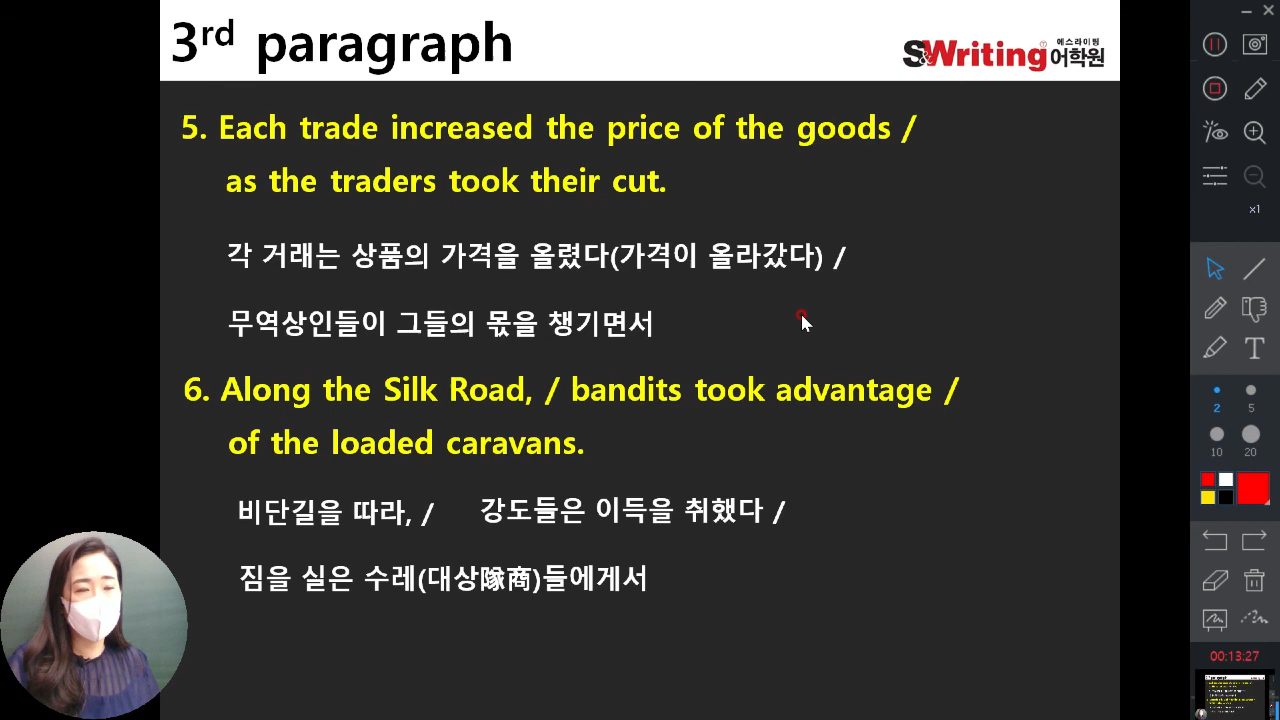 3rd paragraph
에스라이팅
S&Writing 어학원
5. Each trade increased the price of the goods /
as the traders took their cut.
각 거래는 상품의 가격을 올렸다(가격이 올라갔다) /
무역상인들이 그들의 몫을 챙기면서
6. Along the Silk Road, / bandits took advantage /
of the loaded caravans.
비단길을 따라, / 강도들은 이득을 취했다 /
짐을 실은 수레(대상隊商)들에게서
x1
T
2 5
10 20
00:13:27